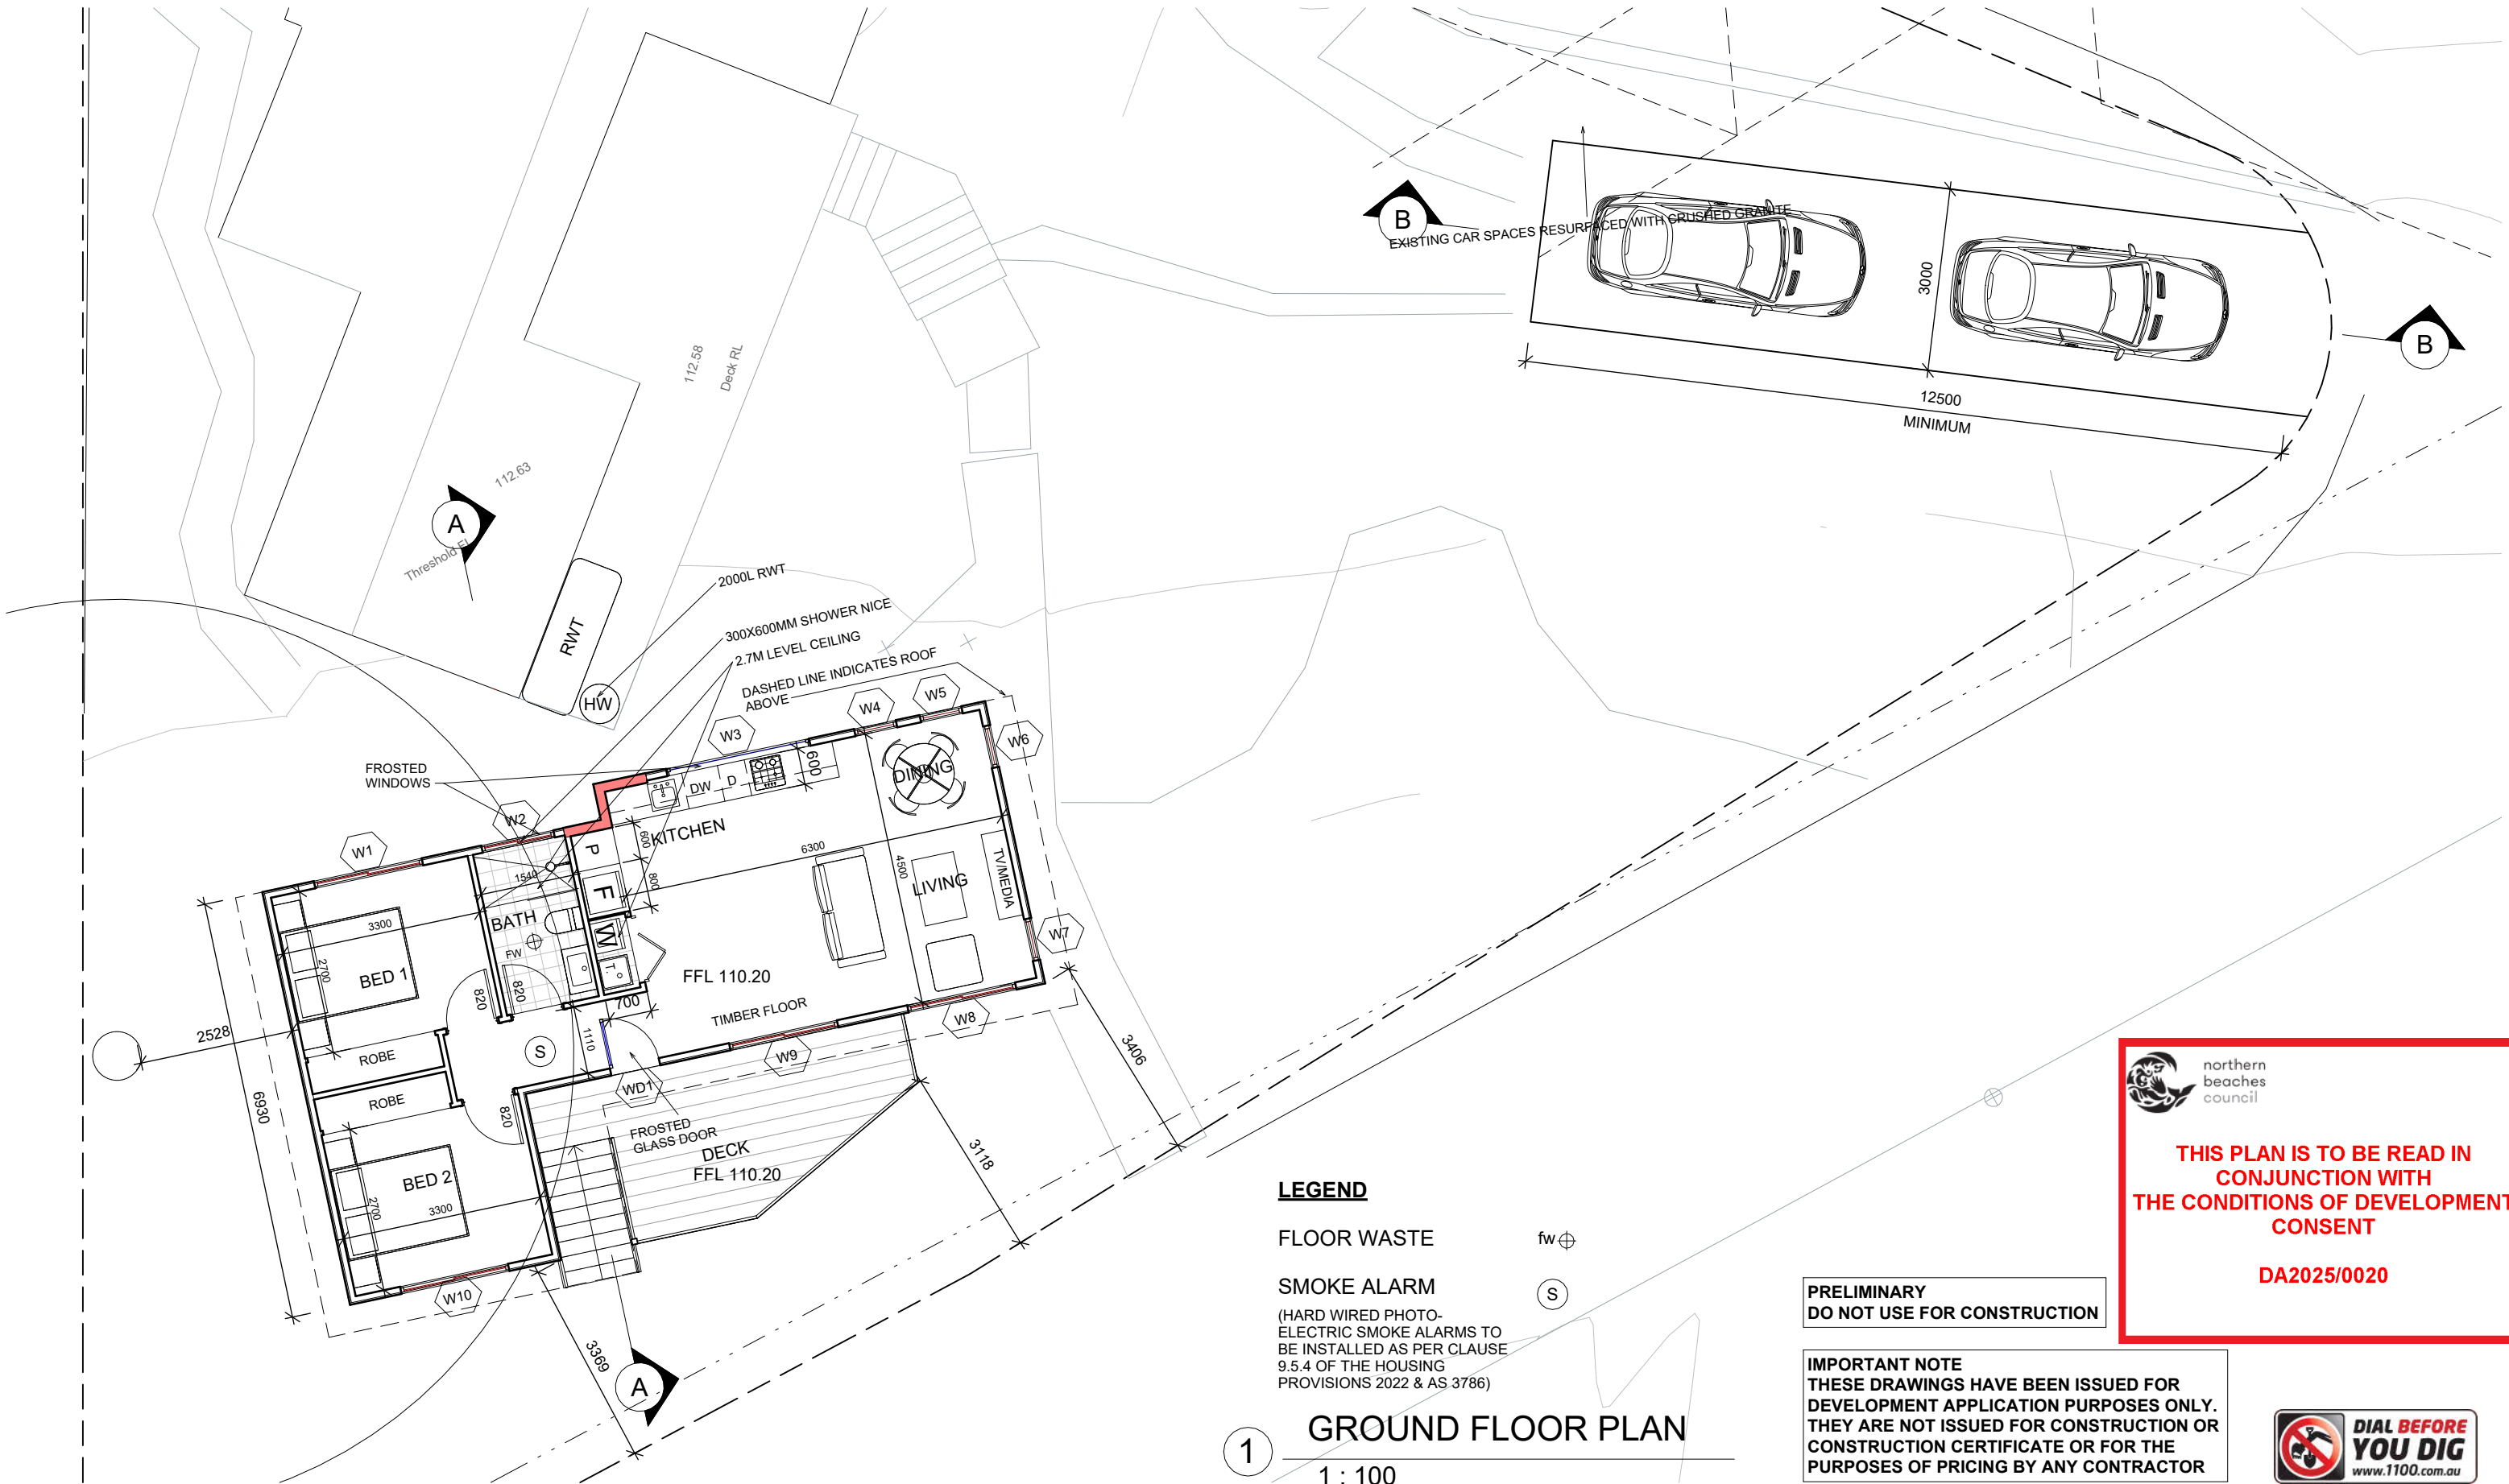 B
EXISTING CAR SPACES RESURFACED WITH CRUSHED GRANITE
3000
B
12500
MINIMUM
112.58
Deck RL
112.63
A
Threshold FL
RWT
HW
2000L RWT
300X600MM SHOWER NICE
2.7M LEVEL CEILING
DASHED LINE INDICATES ROOF
ABOVE
W5
W4
W3
W6
FROSTED
WINDOWS
W2
W1
DW
D
600
DINING
KITCHEN
P
600
6300
4500
800
1540
F
LIVING
TV/MEDIA
BATH
FW
3300
2700
BED 1
W
T
820
820
FFL 110.20
W7
700
TIMBER FLOOR
W8
2528
S
1110
W9
3406
ROBE
ROBE
WD1
6930
820
FROSTED
GLASS DOOR
DECK
FFL 110.20
3118
BED 2
2700
3300
W10
3369
A
LEGEND
FLOOR WASTE
fw
SMOKE ALARM
S
(HARD WIRED PHOTO-
ELECTRIC SMOKE ALARMS TO
BE INSTALLED AS PER CLAUSE
9.5.4 OF THE HOUSING
PROVISIONS 2022 & AS 3786)
1
GROUND FLOOR PLAN
1 : 100
northern
beaches
council
THIS PLAN IS TO BE READ IN
CONJUNCTION WITH
THE CONDITIONS OF DEVELOPMENT
CONSENT
DA2025/0020
PRELIMINARY
DO NOT USE FOR CONSTRUCTION
IMPORTANT NOTE
THESE DRAWINGS HAVE BEEN ISSUED FOR
DEVELOPMENT APPLICATION PURPOSES ONLY.
THEY ARE NOT ISSUED FOR CONSTRUCTION OR
CONSTRUCTION CERTIFICATE OR FOR THE
PURPOSES OF PRICING BY ANY CONTRACTOR
DIAL BEFORE
YOU DIG
www.1100.com.au